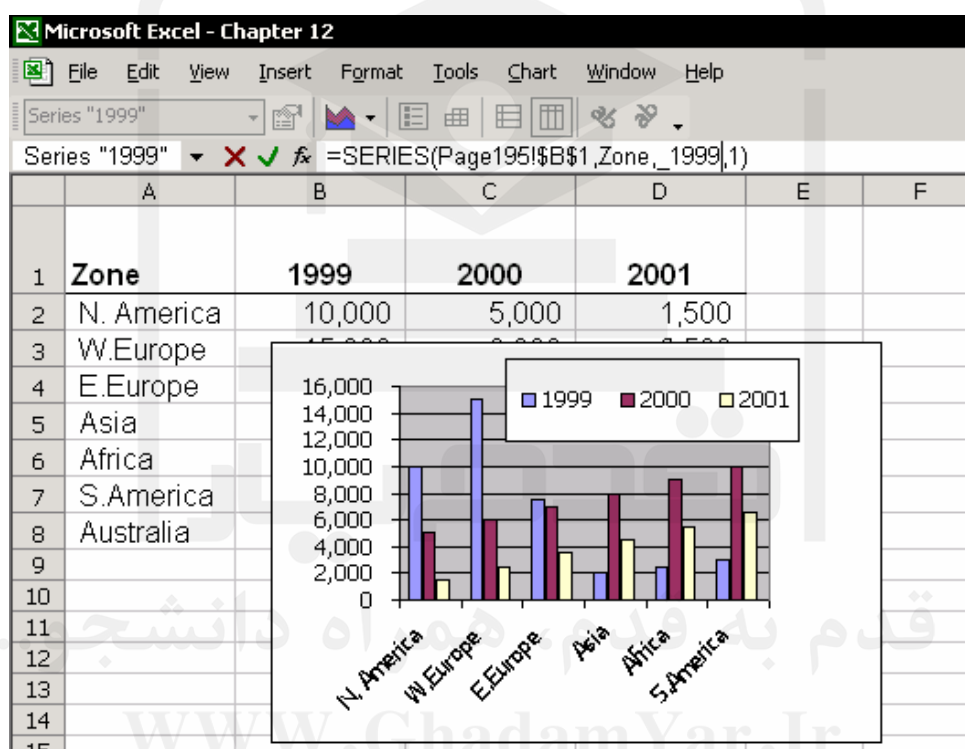 Microsoft Excel - Chapter 12
File Edit View Insert Format Tools Chart Window Help
Series "1999"
Series "1999" fx =SERIES(Page195!$B$1,Zone,_1999,1)
A B C D E F
1 Zone 1999 2000 2001
2 N. America 10,000 5,000 1,500
3 W.Europe
4 E.Europe
5 Asia
6 Africa
7 S.America
8 Australia
9
10
11
12
13
14
15
1999 2000 2001
16,000
14,000
12,000
10,000
8,000
6,000
4,000
2,000
0
N. America W.Europe E.Europe Asia Africa S.America
قدم یار
قدم به قدم، همراه دانشجو...
WWW.GhadamYar.Ir